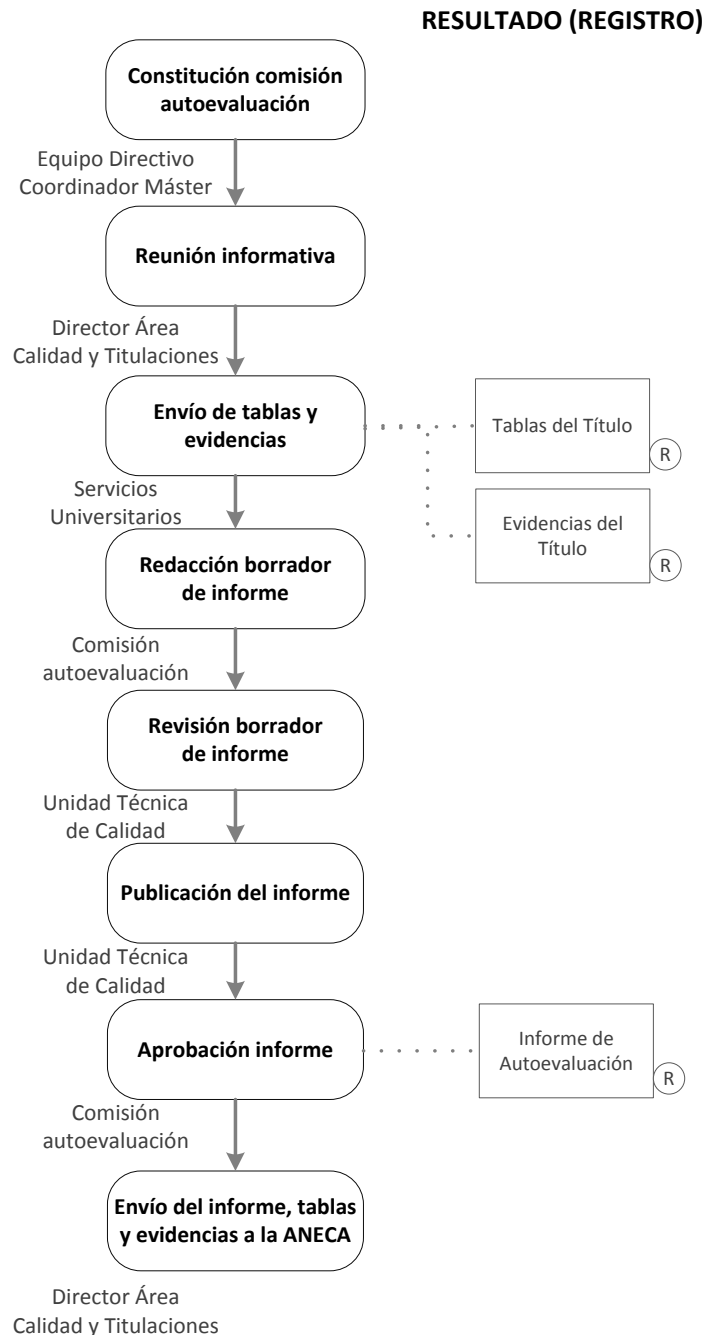 RESULTADO (REGISTRO)
Constitución comisión
autoevaluación
Equipo Directivo
Coordinador Máster
Reunión informativa
Director Área
Calidad y Titulaciones
Envío de tablas y
evidencias
Tablas del Título
R
Evidencias del
Título
R
Servicios
Universitarios
Redacción borrador
de informe
Comisión
autoevaluación
Revisión borrador
de informe
Unidad Técnica
de Calidad
Publicación del informe
Unidad Técnica
de Calidad
Aprobación informe
Informe de
Autoevaluación
R
Comisión
autoevaluación
Envío del informe, tablas
y evidencias a la ANECA
Director Área
Calidad y Titulaciones